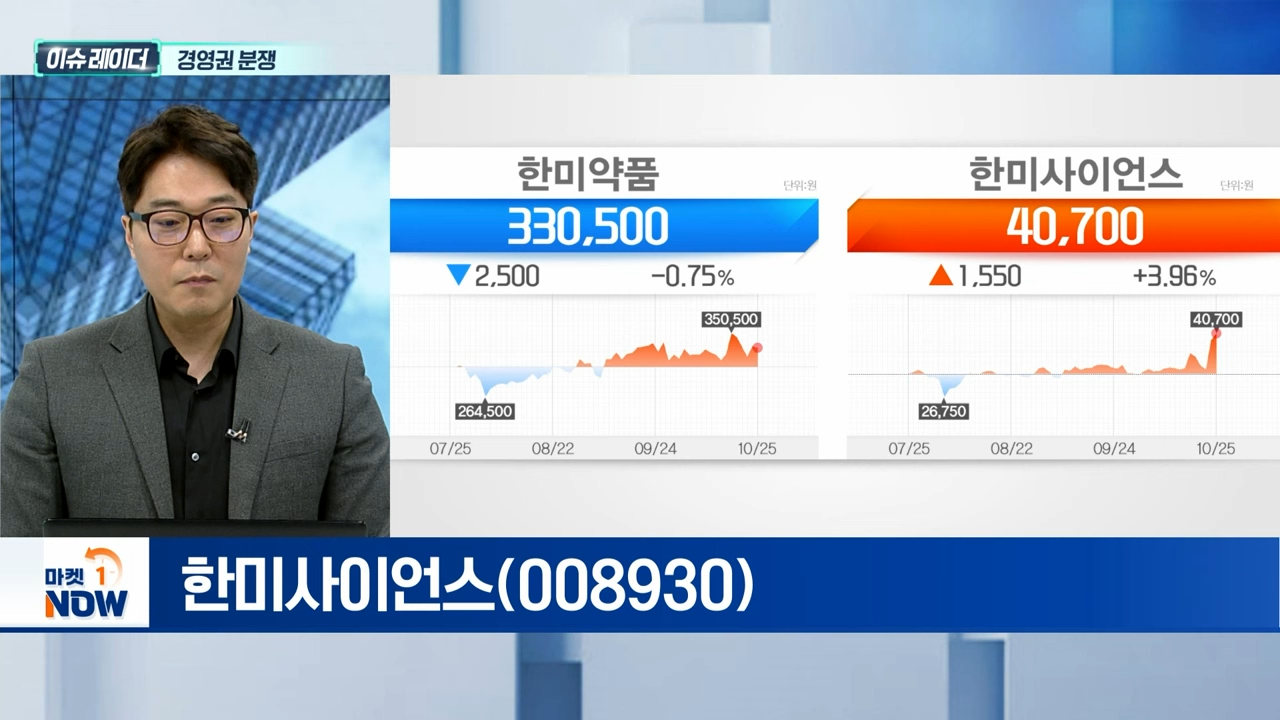 이슈 레이더 경영권 분쟁
한미약품
단위:원
330,500
▼2,500 -0.75%
350,500
264,500
07/25 08/22 09/24 10/25
한미사이언스
단위:원
40,700
▲1,550 +3.96%
40,700
26,750
07/25 08/22 09/24 10/25
마켓 1
NOW
한미사이언스(008930)